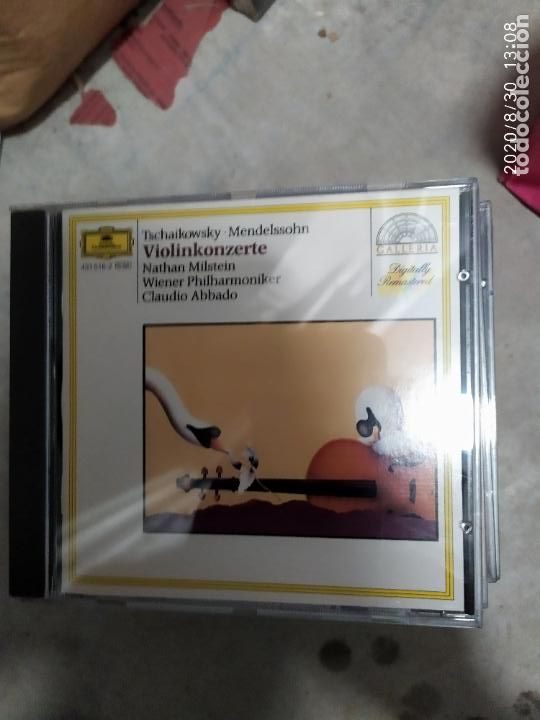 Tschaikowsky · Mendelssohn
Violinkonzerte
Nathan Milstein
Wiener Philharmoniker
Claudio Abbado
GALLERIA
Digitally
Remastered
2020/8/30 13:08
todocoleccion